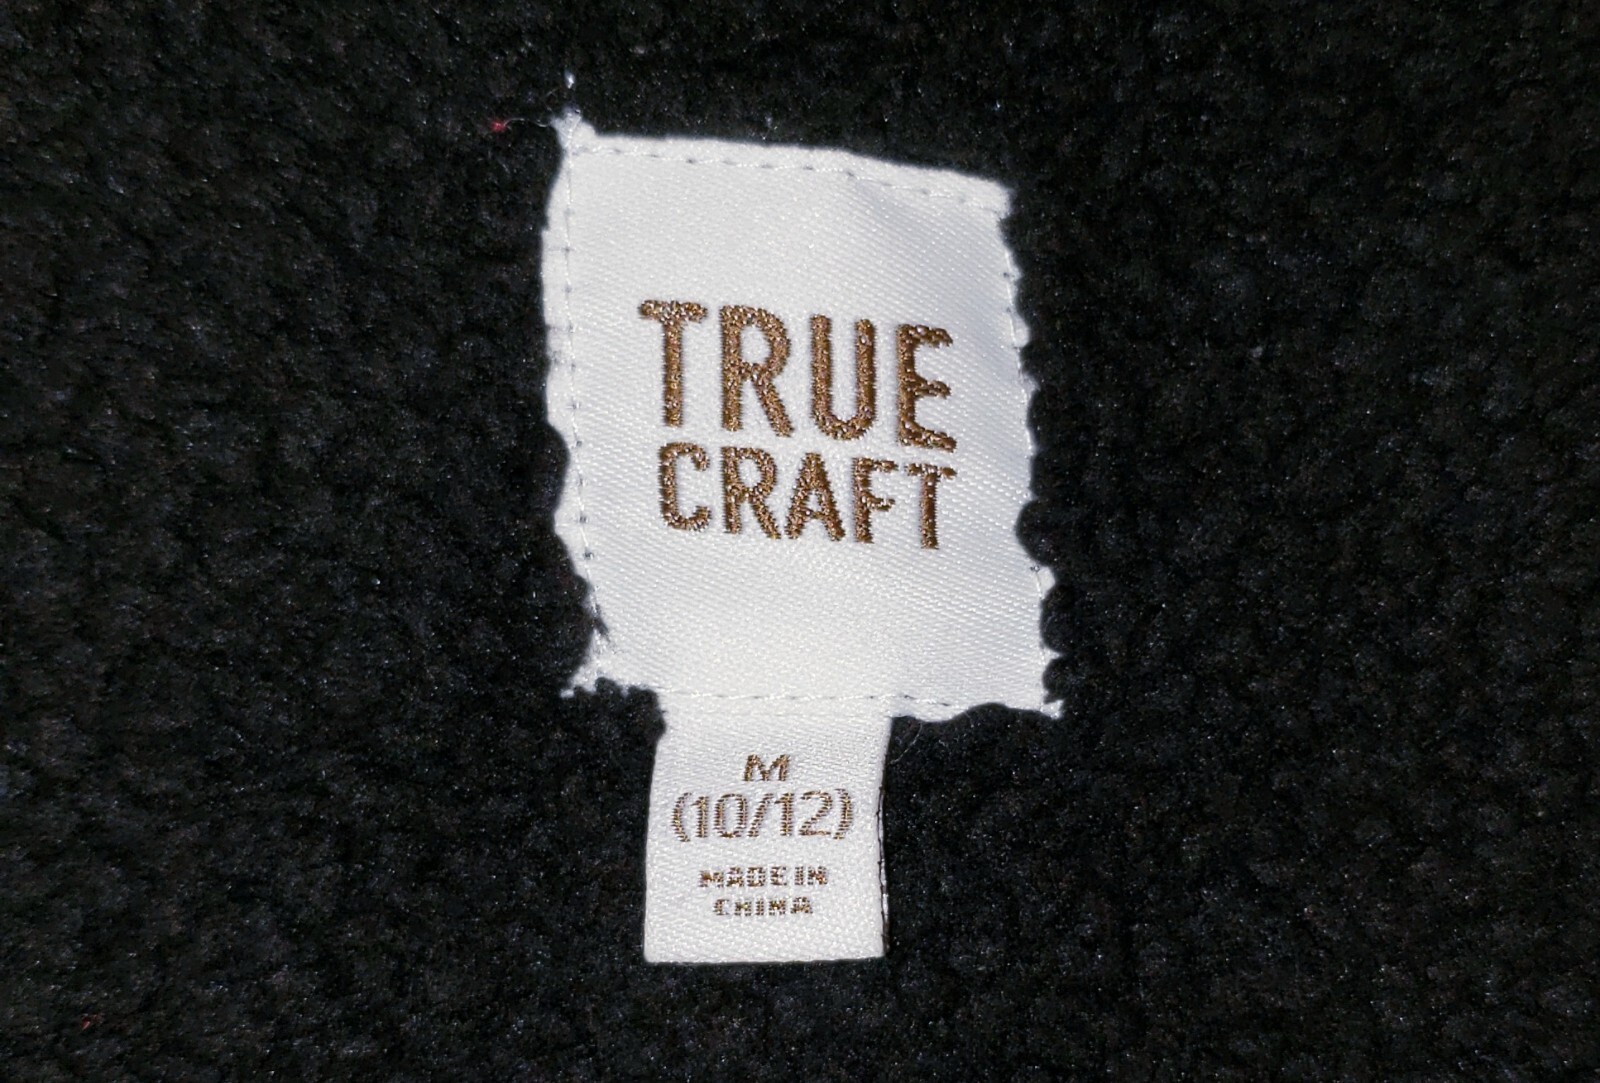 TRUE
CRAFT
M
(10/12)
MADE IN
CHINA